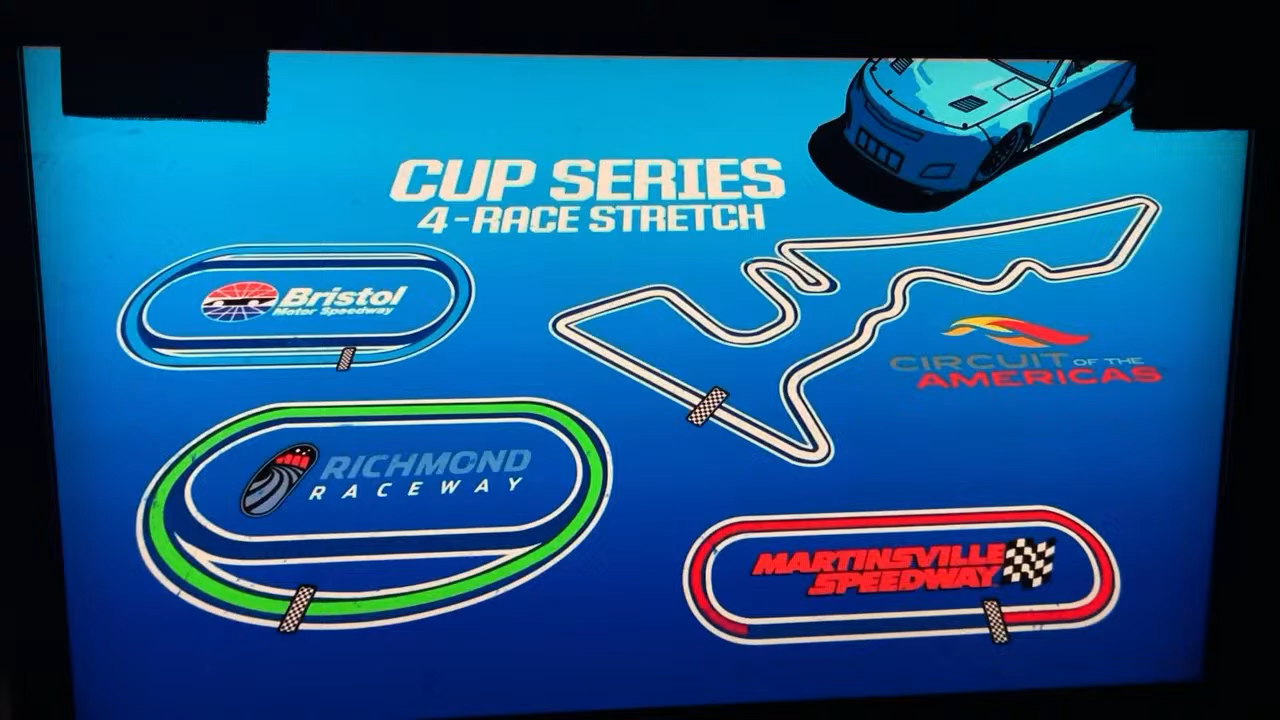 CUP SERIES
4-RACE STRETCH
Bristol
Motor Speedway
CIRCUIT OF THE
AMERICAS
RICHMOND
RACEWAY
MARTINSVILLE
SPEEDWAY